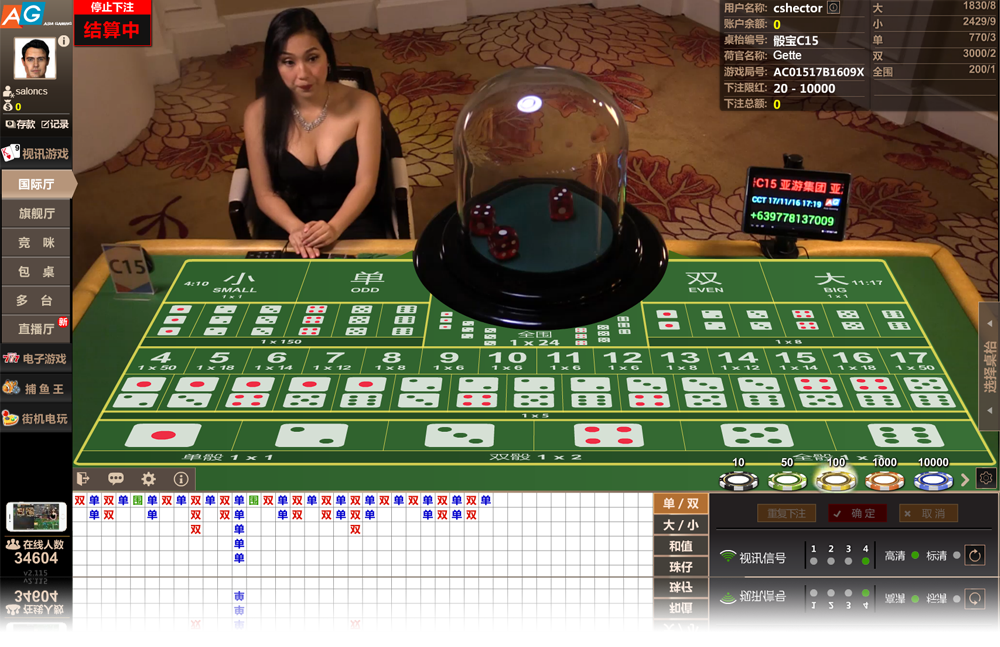 AG ASIA GAMING
停止下注
结算中
用户名称: cshector
账户余额: 0
桌枱编号: 骰宝C15
荷官名称: Gette
游戏局号: AC01517B1609X
下注限红: 20 - 10000
下注总额: 0
大 1830/8
小 2429/9
单 770/3
双 3000/2
全围 200/1
saloncs
0
存款 记录
视讯游戏
国际厅
旗舰厅
竞 咪
包 桌
多 台
直播厅 新
电子游戏
捕鱼王
街机电玩
在线人数
34604
v3.115
C15
C15 亚游集团 亚
CCT 17/11/16 17:19
+639778137009
4:10 小 SMALL 1 x 1
单 ODD
双 EVEN
大 BIG 1 x 1 11:17
1 x 150
全围
1 x 24
1 x 8
4 5 6 7 8 9 10 11 12 13 14 15 16 17
1 x 50 1 x 18 1 x 14 1 x 12 1 x 8 1 x 6 1 x 6 1 x 6 1 x 6 1 x 8 1 x 12 1 x 14 1 x 18 1 x 50
1 x 5
单骰 1 x 1 双骰 1 x 2 全骰 1 x 3
选择桌枱
10 50 100 1000 10000
双 单 双 单 围 单 双 单 双 单 双 单 围 双 单 双 单 双 单 双 单 双 单 双 单 双 单 双 单
单 双 单 双 双 单 单 双 单 双 单 单 双
双 单 双
单
单
单 / 双
大 / 小
和值
珠仔
重复下注
确 定
取 消
视讯信号
1 2 3 4
高清
标清